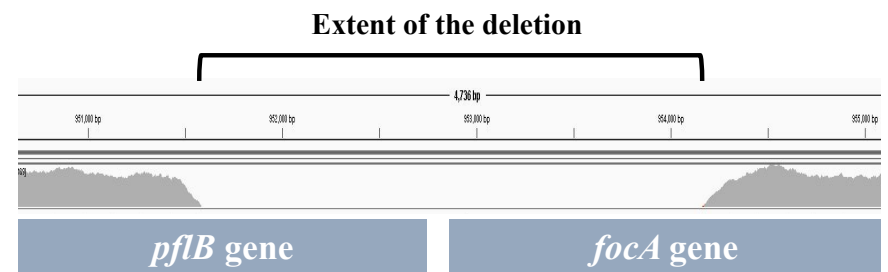 Extent of the deletion
4,736 bp
951,000 bp 952,000 bp 953,000 bp 954,000 bp 955,000 bp
pflB gene focA gene